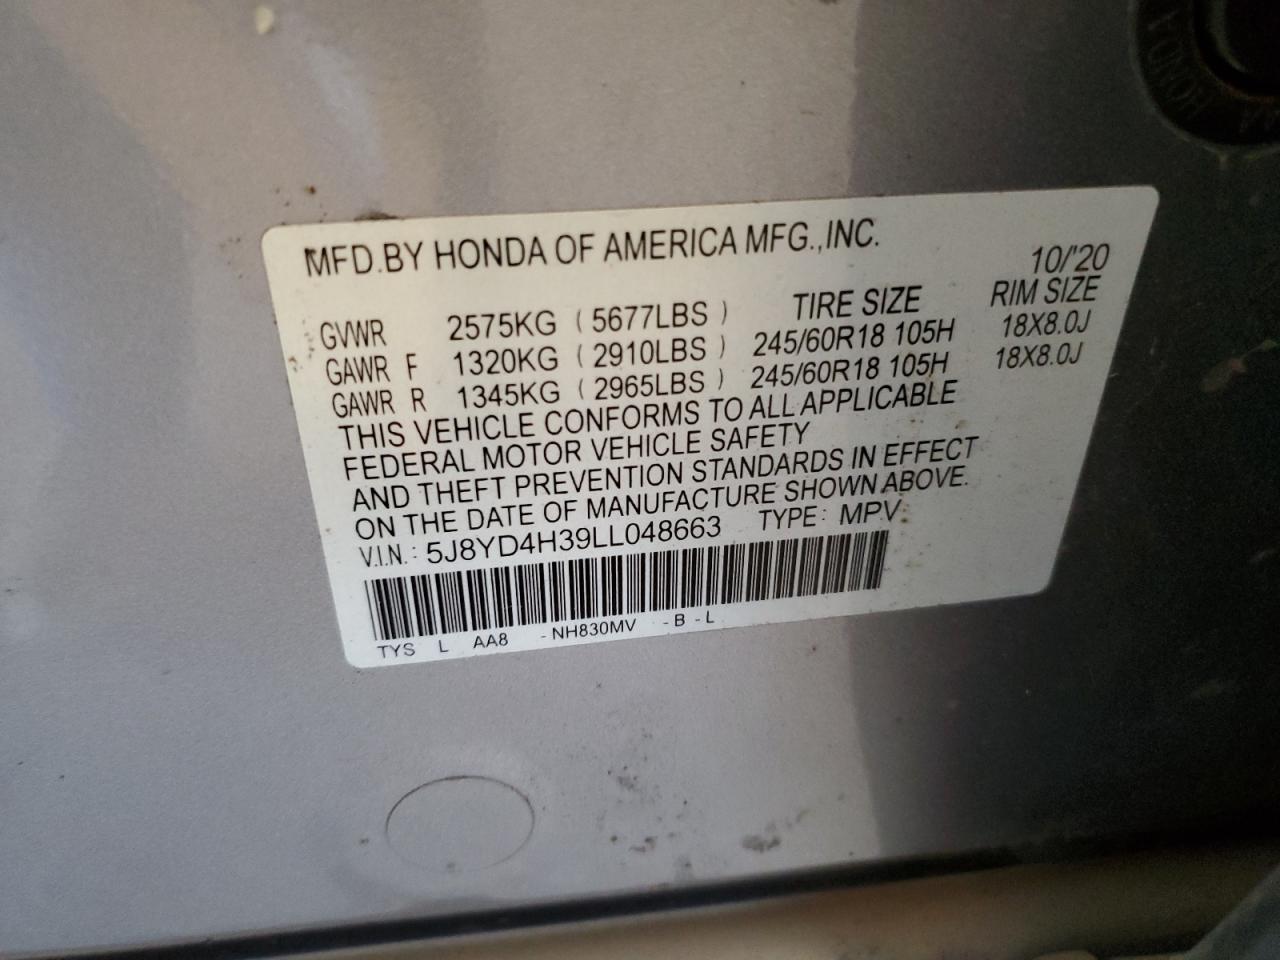 HONDA
MFD.BY HONDA OF AMERICA MFG.,INC.
10/'20
TIRE SIZE RIM SIZE
GVWR 2575KG ( 5677LBS )
GAWR F 1320KG ( 2910LBS ) 245/60R18 105H 18X8.0J
GAWR R 1345KG ( 2965LBS ) 245/60R18 105H 18X8.0J
THIS VEHICLE CONFORMS TO ALL APPLICABLE
FEDERAL MOTOR VEHICLE SAFETY
AND THEFT PREVENTION STANDARDS IN EFFECT
ON THE DATE OF MANUFACTURE SHOWN ABOVE.
V.I.N.: 5J8YD4H39LL048663 TYPE: MPV
TYS L AA8 -NH830MV -B -L